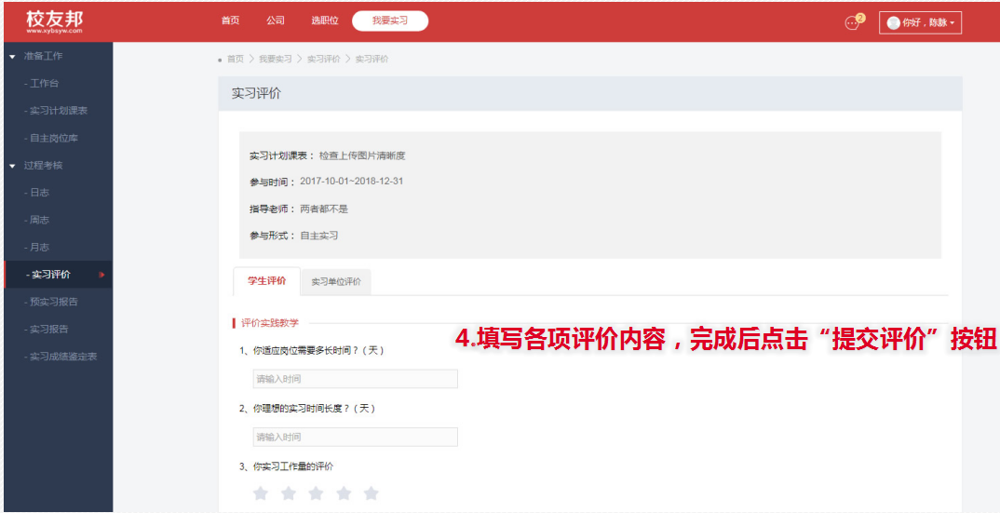 校友邦
www.xybsyw.com
首页 公司 选职位 我要实习
2
你好，陈脉
准备工作
- 工作台
- 实习计划课表
- 自主岗位库
过程考核
- 日志
- 周志
- 月志
- 实习评价
- 预实习报告
- 实习报告
- 实习成绩鉴定表
首页 > 我要实习 > 实习评价 > 实习评价
实习评价
实习计划课表： 检查上传图片清晰度
参与时间： 2017-10-01~2018-12-31
指导老师： 两者都不是
参与形式： 自主实习
学生评价 实习单位评价
评价实践教学
4.填写各项评价内容，完成后点击“提交评价”按钮
1、你适应岗位需要多长时间？（天）
请输入时间
2、你理想的实习时间长度？（天）
请输入时间
3、你实习工作量的评价